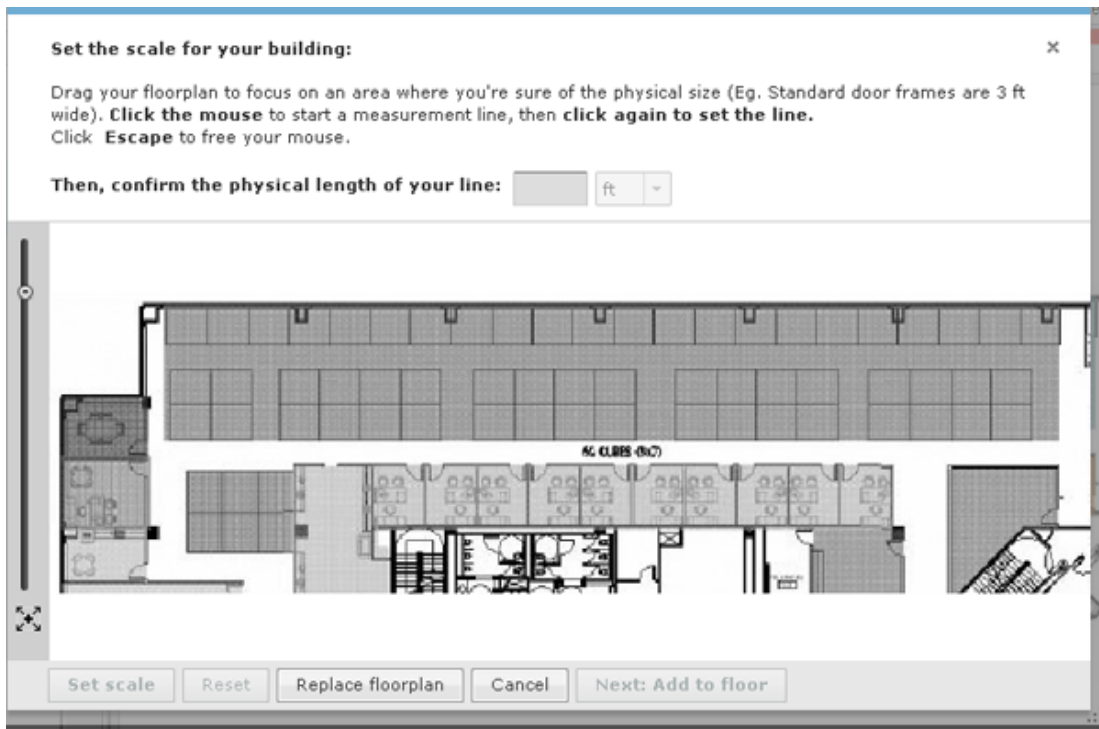 Set the scale for your building:
×
Drag your floorplan to focus on an area where you're sure of the physical size (Eg. Standard door frames are 3 ft
wide). Click the mouse to start a measurement line, then click again to set the line.
Click Escape to free your mouse.
Then, confirm the physical length of your line:
ft
CUBES
Set scale
Reset
Replace floorplan
Cancel
Next: Add to floor